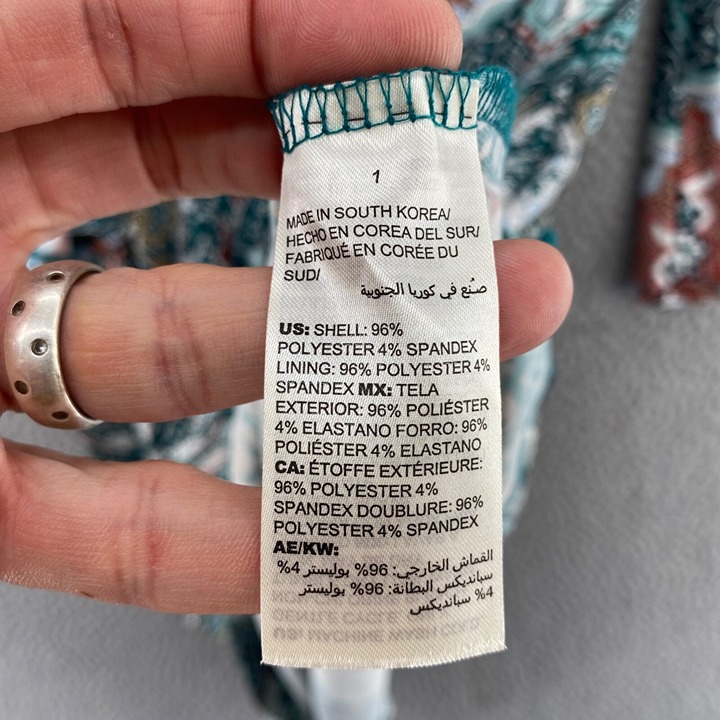 1
MADE IN SOUTH KOREA/
HECHO EN COREA DEL SUR/
FABRIQUÉ EN CORÉE DU
SUD/
صُنع في كوريا الجنوبية
US: SHELL: 96%
POLYESTER 4% SPANDEX
LINING: 96% POLYESTER 4%
SPANDEX MX: TELA
EXTERIOR: 96% POLIÉSTER
4% ELASTANO FORRO: 96%
POLIÉSTER 4% ELASTANO
CA: ÉTOFFE EXTÉRIEURE:
96% POLYESTER 4%
SPANDEX DOUBLURE: 96%
POLYESTER 4% SPANDEX
AE/KW:
القماش الخارجي: 96% بوليستر 4%
سباندیكس البطانة: 96% بوليستر
4% سباندیكس